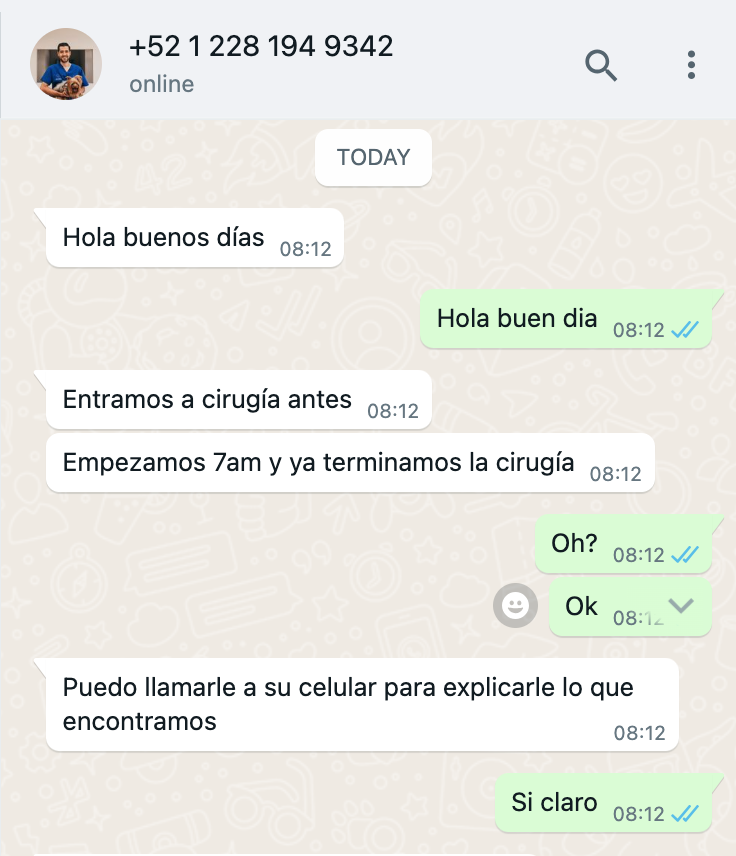 +52 1 228 194 9342
online
TODAY
Hola buenos días 08:12
Hola buen dia 08:12
Entramos a cirugía antes 08:12
Empezamos 7am y ya terminamos la cirugía 08:12
Oh? 08:12
Ok 08:12
Puedo llamarle a su celular para explicarle lo que
encontramos 08:12
Si claro 08:12